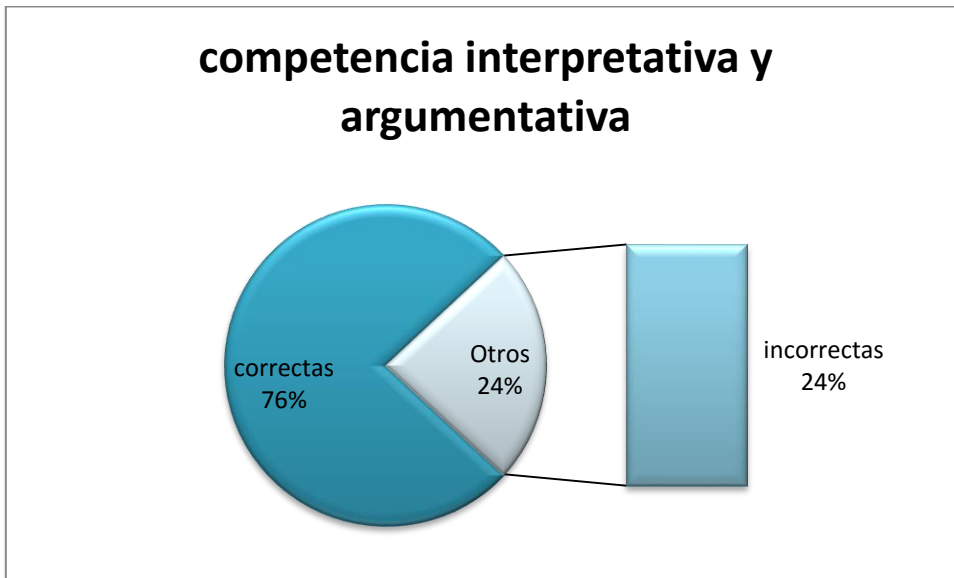 competencia interpretativa y
argumentativa
correctas
76%
Otros
24%
incorrectas
24%